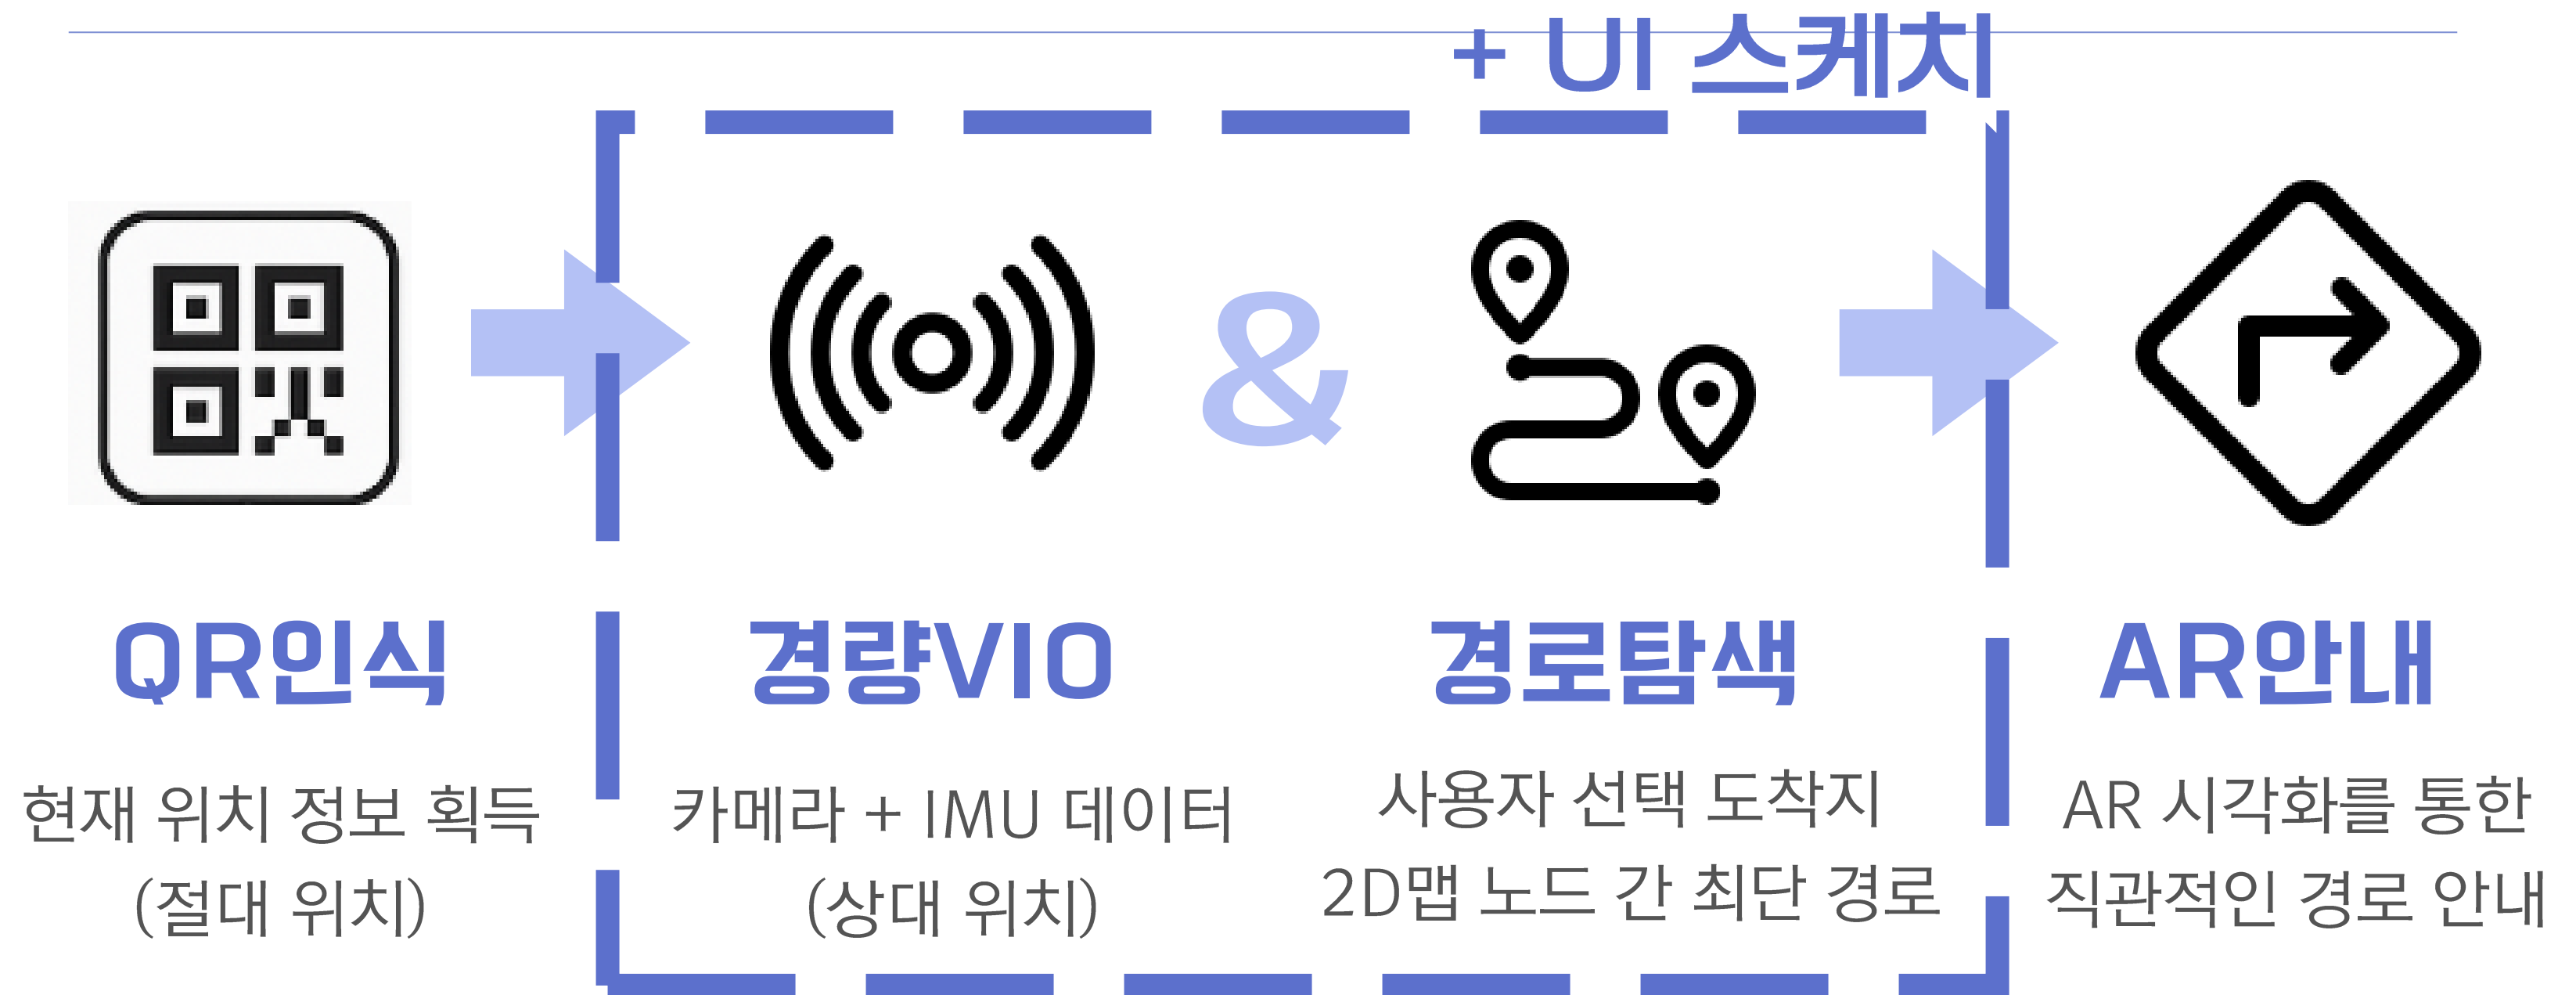 + UI 스케치
&
QR인식
경량VIO
경로탐색
AR안내
현재 위치 정보 획득
(절대 위치)
카메라 + IMU 데이터
(상대 위치)
사용자 선택 도착지
2D맵 노드 간 최단 경로
AR 시각화를 통한
직관적인 경로 안내